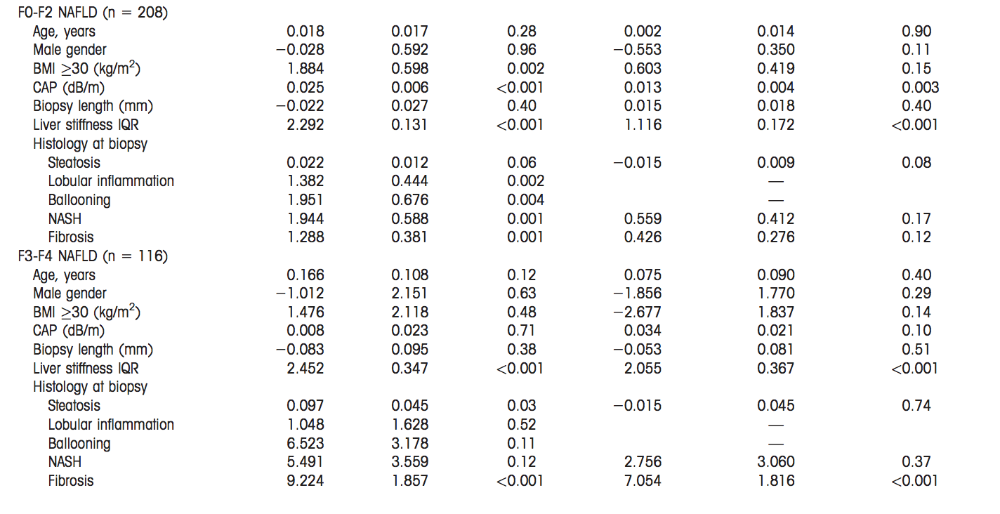 F0-F2 NAFLD (n = 208)
Age, years 0.018 0.017 0.28 0.002 0.014 0.90
Male gender −0.028 0.592 0.96 −0.553 0.350 0.11
BMI ≥30 (kg/m²) 1.884 0.598 0.002 0.603 0.419 0.15
CAP (dB/m) 0.025 0.006 <0.001 0.013 0.004 0.003
Biopsy length (mm) −0.022 0.027 0.40 0.015 0.018 0.40
Liver stiffness IQR 2.292 0.131 <0.001 1.116 0.172 <0.001
Histology at biopsy
Steatosis 0.022 0.012 0.06 −0.015 0.009 0.08
Lobular inflammation 1.382 0.444 0.002 —
Ballooning 1.951 0.676 0.004 —
NASH 1.944 0.588 0.001 0.559 0.412 0.17
Fibrosis 1.288 0.381 0.001 0.426 0.276 0.12
F3-F4 NAFLD (n = 116)
Age, years 0.166 0.108 0.12 0.075 0.090 0.40
Male gender −1.012 2.151 0.63 −1.856 1.770 0.29
BMI ≥30 (kg/m²) 1.476 2.118 0.48 −2.677 1.837 0.14
CAP (dB/m) 0.008 0.023 0.71 0.034 0.021 0.10
Biopsy length (mm) −0.083 0.095 0.38 −0.053 0.081 0.51
Liver stiffness IQR 2.452 0.347 <0.001 2.055 0.367 <0.001
Histology at biopsy
Steatosis 0.097 0.045 0.03 −0.015 0.045 0.74
Lobular inflammation 1.048 1.628 0.52 —
Ballooning 6.523 3.178 0.11 —
NASH 5.491 3.559 0.12 2.756 3.060 0.37
Fibrosis 9.224 1.857 <0.001 7.054 1.816 <0.001